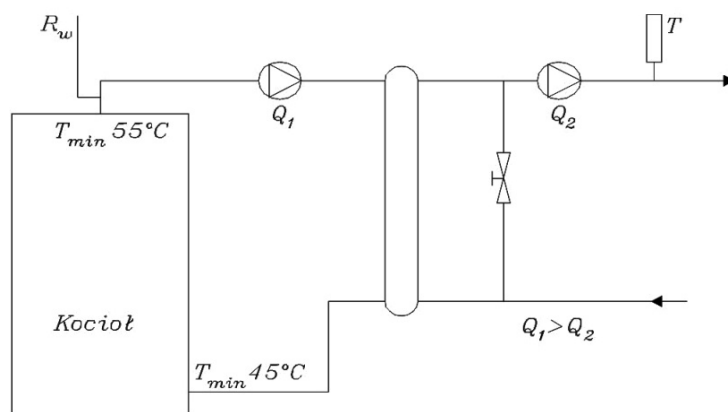 R_w
T
Q_1
Q_2
T_min 55°C
Kocioł
T_min 45°C
Q_1>Q_2